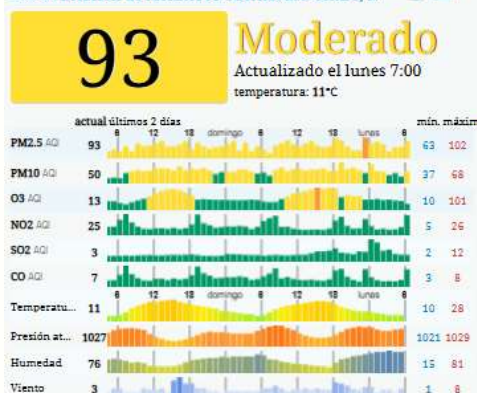 93
Moderado
Actualizado el lunes 7:00
temperatura: 11°C
actual últimos 2 días mín. máxim
6 12 18 domingo 6 12 18 lunes 6
PM2.5 AQI 93 63 102
PM10 AQI 50 37 68
O3 AQI 13 10 101
NO2 AQI 25 5 26
SO2 AQI 3 2 12
CO AQI 7 3 8
6 12 18 domingo 6 12 18 lunes 6
Temperatu... 11 10 28
Presión at... 1027 1021 1029
Humedad 76 15 81
Viento 3 1 8